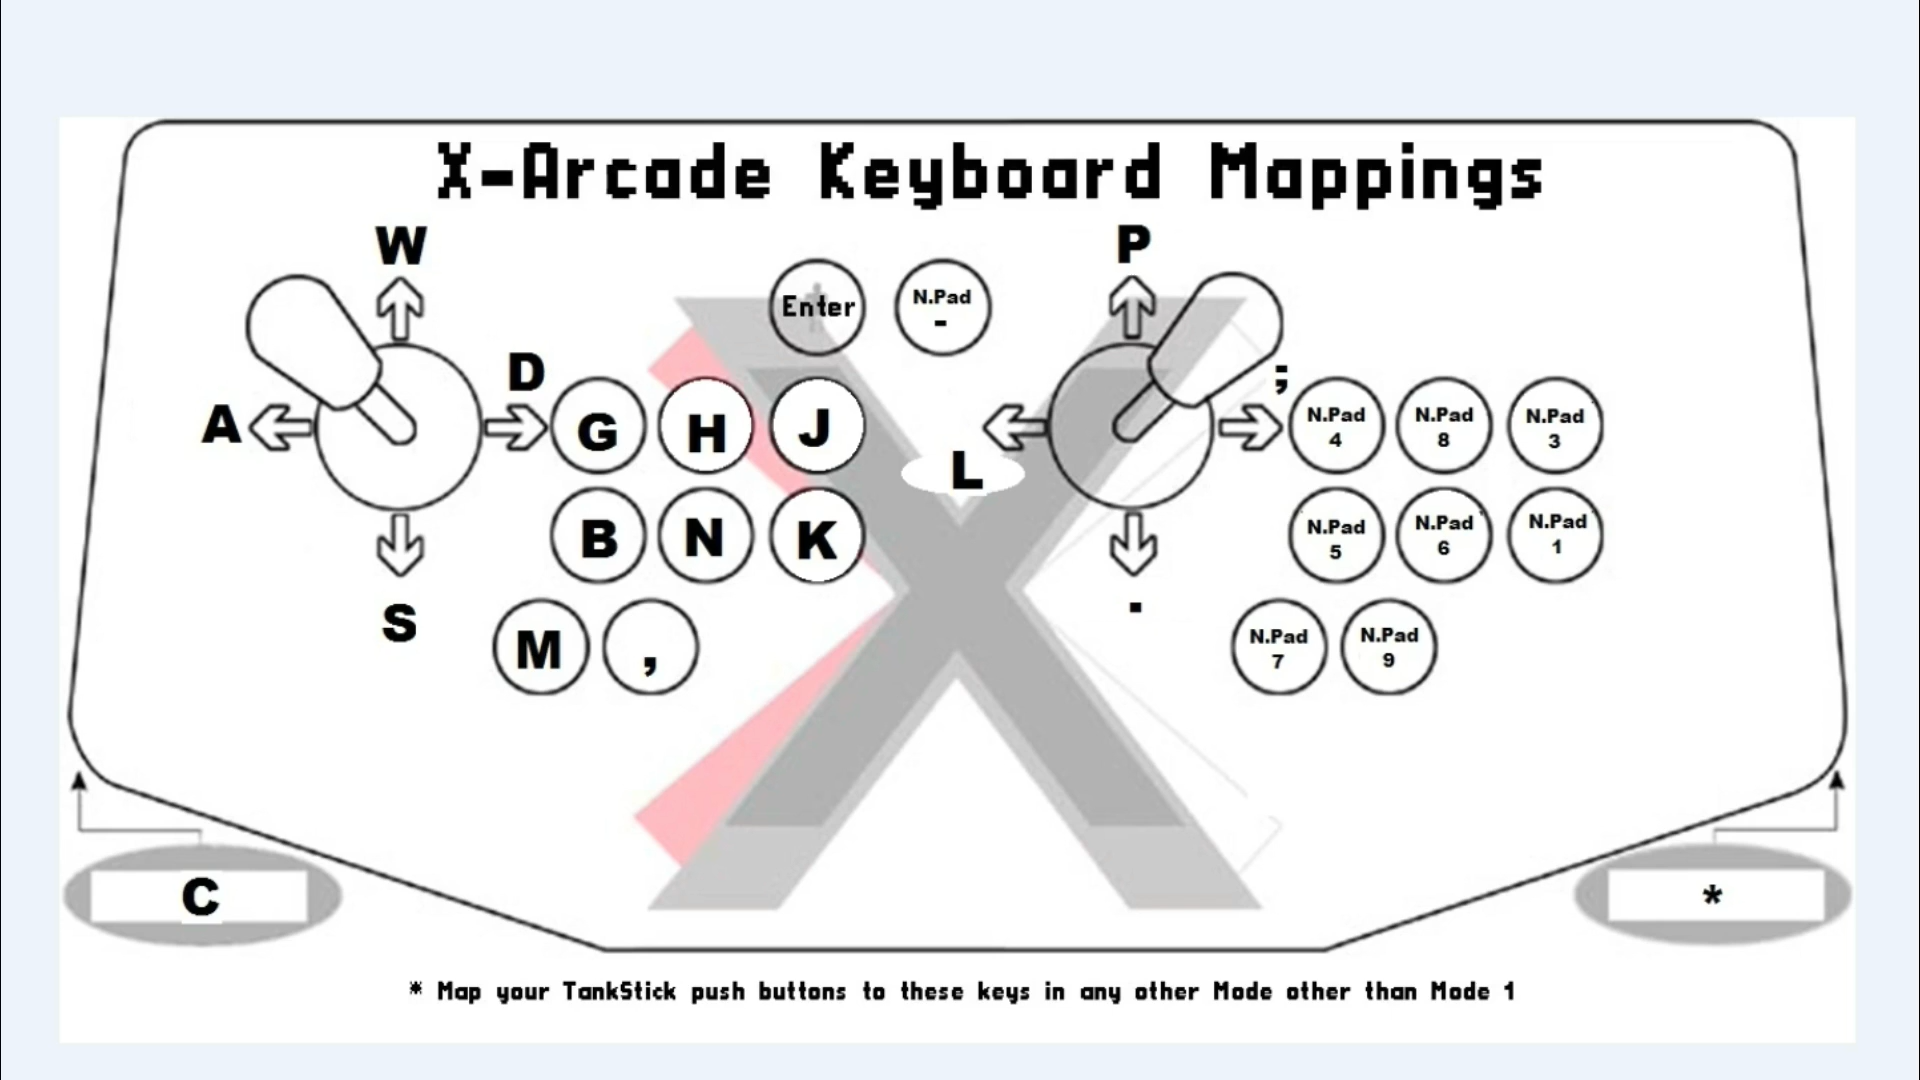 X-Arcade Keyboard Mappings
W
P
Enter
N.Pad
-
D
;
A
G
H
J
L
N.Pad
4
N.Pad
8
N.Pad
3
B
N
K
N.Pad
5
N.Pad
6
N.Pad
1
S
.
M
,
N.Pad
7
N.Pad
9
C
*
* Map your TankStick push buttons to these keys in any other Mode other than Mode 1